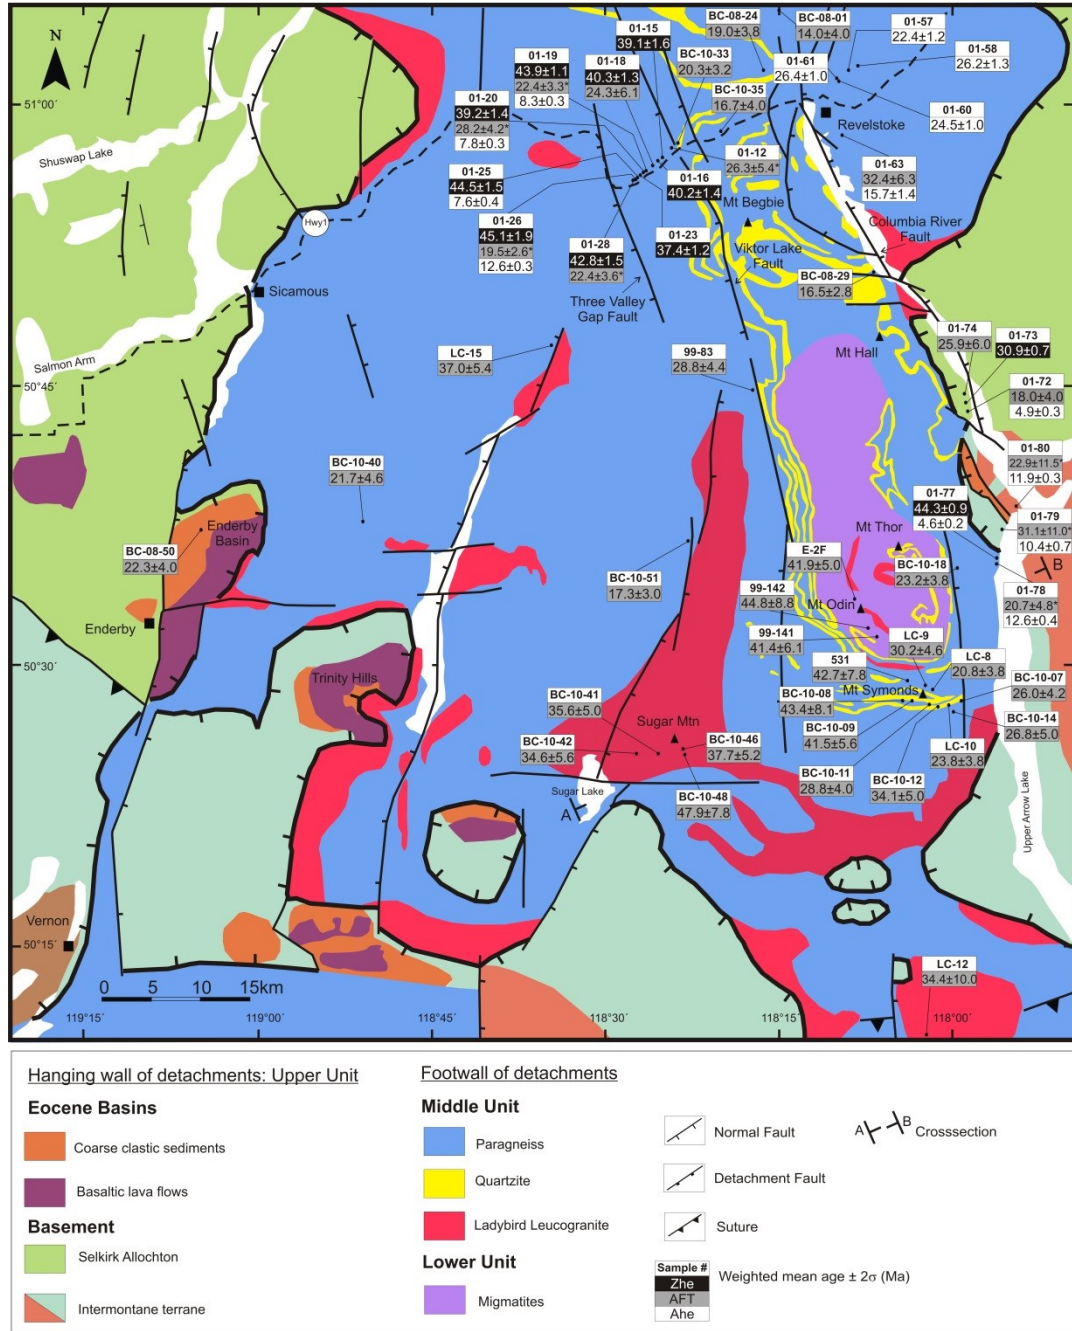 N
51°00´
50°45´
50°30´
50°15´
119°15´
119°00´
118°45´
118°30´
118°15´
118°00´
01-15
39.1±1.6
01-19
43.9±1.1
22.4±3.3*
8.3±0.3
01-18
40.3±1.3
24.3±6.1
BC-10-33
20.3±3.2
BC-08-24
19.0±3.8
BC-08-01
14.0±4.0
01-57
22.4±1.2
01-58
26.2±1.3
01-61
26.4±1.0
01-60
24.5±1.0
01-20
39.2±1.4
28.2±4.2*
7.8±0.3
BC-10-35
16.7±4.0
Revelstoke
01-25
44.5±1.5
7.6±0.4
01-12
26.3±5.4*
01-63
32.4±6.3
15.7±1.4
01-16
40.2±1.4
01-26
45.1±1.9
19.5±2.6*
12.6±0.3
01-28
42.8±1.5
22.4±3.6*
01-23
37.4±1.2
Mt Begbie
Viktor Lake
Fault
Columbia River
Fault
BC-08-29
16.5±2.8
Three Valley
Gap Fault
Shuswap Lake
Hwy1
Sicamous
Salmon Arm
LC-15
37.0±5.4
99-83
28.8±4.4
Mt Hall
01-74
25.9±6.0
01-73
30.9±0.7
01-72
18.0±4.0
4.9±0.3
01-80
22.9±11.5*
11.9±0.3
01-77
44.3±0.9
4.6±0.2
01-79
31.1±11.0*
10.4±0.7
B
01-78
20.7±4.8*
12.6±0.4
BC-10-40
21.7±4.6
Enderby
Basin
BC-08-50
22.3±4.0
Enderby
BC-10-51
17.3±3.0
Mt Thor
E-2F
41.9±5.0
BC-10-18
23.2±3.8
99-142
44.8±8.8
Mt Odin
99-141
41.4±6.1
LC-9
30.2±4.6
LC-8
20.8±3.8
531
42.7±7.8
BC-10-07
26.0±4.2
BC-10-08
43.4±8.1
Mt Symonds
BC-10-14
26.8±5.0
BC-10-09
41.5±5.6
LC-10
23.8±3.8
BC-10-11
28.8±4.0
BC-10-12
34.1±5.0
Trinity Hills
BC-10-41
35.6±5.0
Sugar Mtn
BC-10-42
34.6±5.6
BC-10-46
37.7±5.2
BC-10-48
47.9±7.8
Sugar Lake
A
Upper Arrow Lake
Vernon
LC-12
34.4±10.0
0 5 10 15km
Hanging wall of detachments: Upper Unit
Eocene Basins
Coarse clastic sediments
Basaltic lava flows
Basement
Selkirk Allochton
Intermontane terrane
Footwall of detachments
Middle Unit
Paragneiss
Quartzite
Ladybird Leucogranite
Lower Unit
Migmatites
Normal Fault
Detachment Fault
Suture
Sample #
Zhe
AFT
Ahe
Weighted mean age ± 2σ (Ma)
A B Crosssection